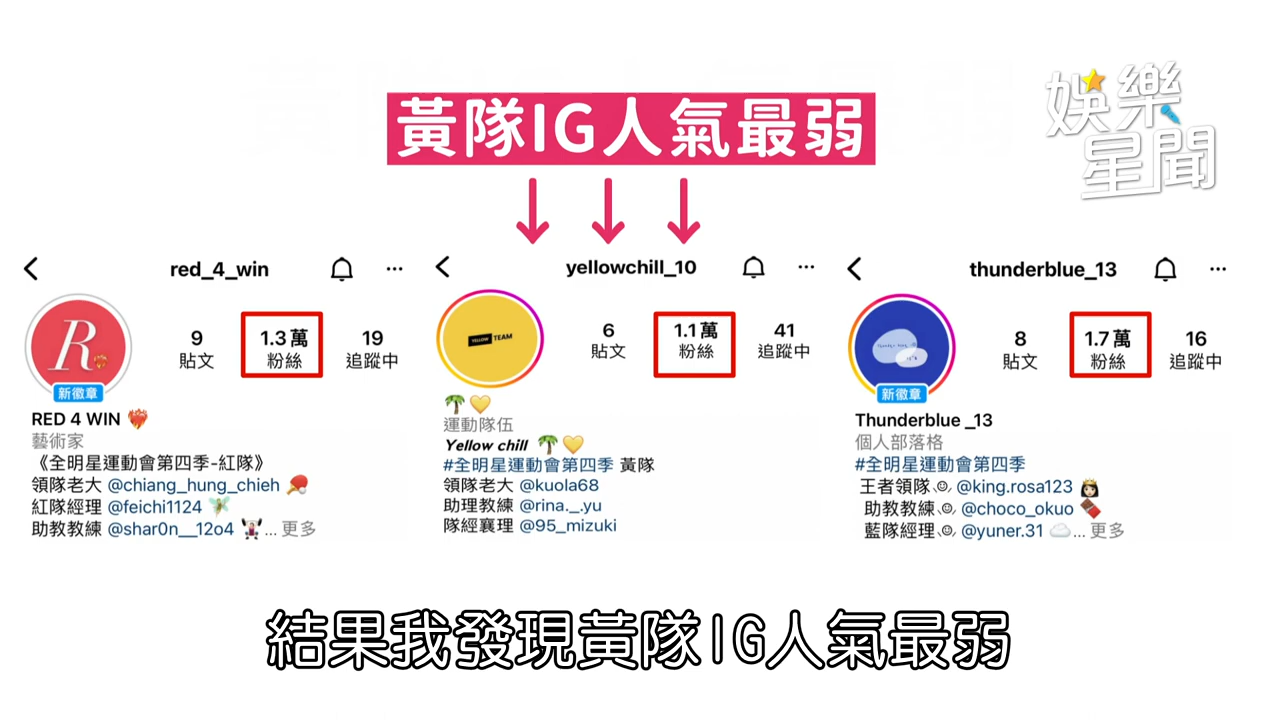 黃隊IG人氣最弱
娛樂
星聞
red_4_win
...
9
貼文
1.3 萬
粉絲
19
追蹤中
R
新徽章
RED 4 WIN ❤️‍🔥
藝術家
《全明星運動會第四季-紅隊》
領隊老大 @chiang_hung_chieh 🏓
紅隊經理 @feichi1124 🧚
助教教練 @shar0n__12o4 🏋️... 更多
yellowchill_10
...
YELLOW TEAM
6
貼文
1.1 萬
粉絲
41
追蹤中
🌴💛
運動隊伍
Yellow chill 🌴💛
#全明星運動會第四季 黃隊
領隊老大 @kuola68
助理教練 @rina._.yu
隊經襄理 @95_mizuki
thunderblue_13
...
8
貼文
1.7 萬
粉絲
16
追蹤中
新徽章
Thunderblue _13
個人部落格
#全明星運動會第四季
王者領隊 @king.rosa123 👸🏻
助教教練 @choco_okuo 🍫
藍隊經理 @yuner.31 ☁️... 更多
結果我發現黃隊IG人氣最弱